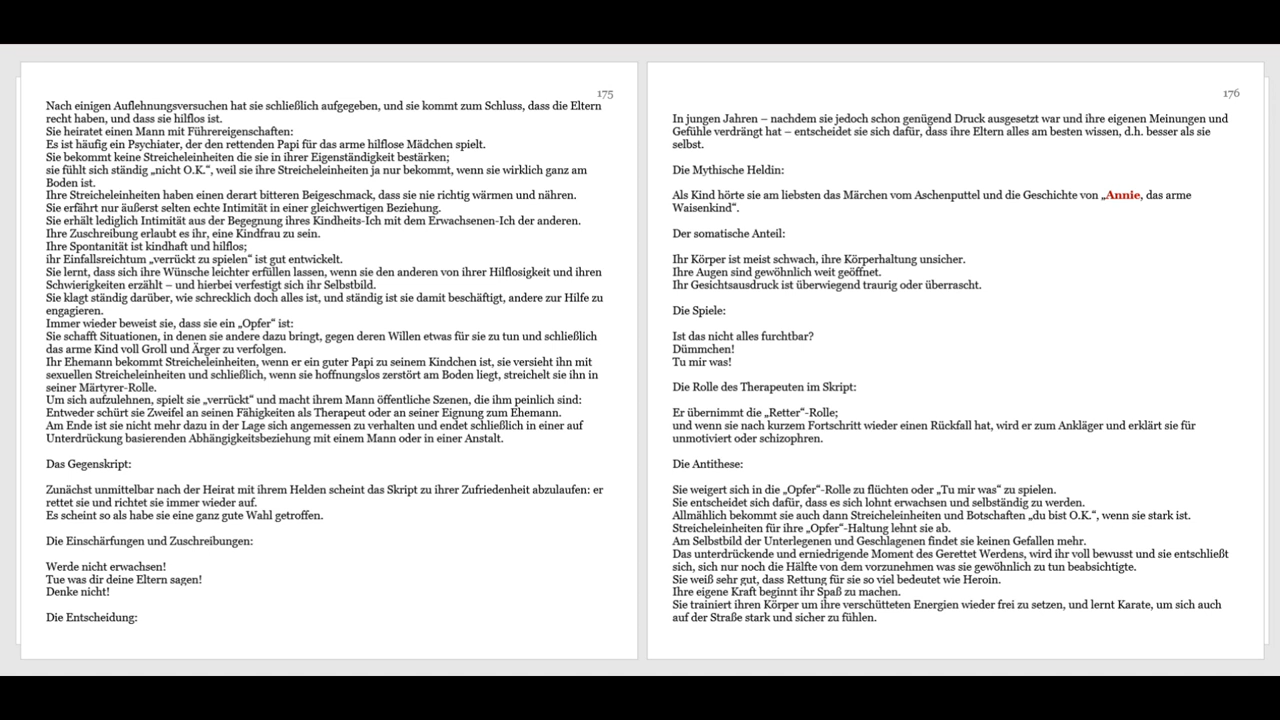 175
Nach einigen Auflehnungsversuchen hat sie schließlich aufgegeben, und sie kommt zum Schluss, dass die Eltern
recht haben, und dass sie hilflos ist.
Sie heiratet einen Mann mit Führereigenschaften:
Es ist häufig ein Psychiater, der den rettenden Papi für das arme hilflose Mädchen spielt.
Sie bekommt keine Streicheleinheiten die sie in ihrer Eigenständigkeit bestärken;
sie fühlt sich ständig „nicht O.K.“, weil sie ihre Streicheleinheiten ja nur bekommt, wenn sie wirklich ganz am
Boden ist.
Ihre Streicheleinheiten haben einen derart bitteren Beigeschmack, dass sie nie richtig wärmen und nähren.
Sie erfährt nur äußerst selten echte Intimität in einer gleichwertigen Beziehung.
Sie erhält lediglich Intimität aus der Begegnung ihres Kindheits-Ich mit dem Erwachsenen-Ich der anderen.
Ihre Zuschreibung erlaubt es ihr, eine Kindfrau zu sein.
Ihre Spontanität ist kindhaft und hilflos;
ihr Einfallsreichtum „verrückt zu spielen“ ist gut entwickelt.
Sie lernt, dass sich ihre Wünsche leichter erfüllen lassen, wenn sie den anderen von ihrer Hilflosigkeit und ihren
Schwierigkeiten erzählt – und hierbei verfestigt sich ihr Selbstbild.
Sie klagt ständig darüber, wie schrecklich doch alles ist, und ständig ist sie damit beschäftigt, andere zur Hilfe zu
engagieren.
Immer wieder beweist sie, dass sie ein „Opfer“ ist:
Sie schafft Situationen, in denen sie andere dazu bringt, gegen deren Willen etwas für sie zu tun und schließlich
das arme Kind voll Groll und Ärger zu verfolgen.
Ihr Ehemann bekommt Streicheleinheiten, wenn er ein guter Papi zu seinem Kindchen ist, sie versieht ihn mit
sexuellen Streicheleinheiten und schließlich, wenn sie hoffnungslos zerstört am Boden liegt, streichelt sie ihn in
seiner Märtyrer-Rolle.
Um sich aufzulehnen, spielt sie „verrückt“ und macht ihrem Mann öffentliche Szenen, die ihm peinlich sind:
Entweder schürt sie Zweifel an seinen Fähigkeiten als Therapeut oder an seiner Eignung zum Ehemann.
Am Ende ist sie nicht mehr dazu in der Lage sich angemessen zu verhalten und endet schließlich in einer auf
Unterdrückung basierenden Abhängigkeitsbeziehung mit einem Mann oder in einer Anstalt.
Das Gegenskript:
Zunächst unmittelbar nach der Heirat mit ihrem Helden scheint das Skript zu ihrer Zufriedenheit abzulaufen: er
rettet sie und richtet sie immer wieder auf.
Es scheint so als habe sie eine ganz gute Wahl getroffen.
Die Einschärfungen und Zuschreibungen:
Werde nicht erwachsen!
Tue was dir deine Eltern sagen!
Denke nicht!
Die Entscheidung:
176
In jungen Jahren – nachdem sie jedoch schon genügend Druck ausgesetzt war und ihre eigenen Meinungen und
Gefühle verdrängt hat – entscheidet sie sich dafür, dass ihre Eltern alles am besten wissen, d.h. besser als sie
selbst.
Die Mythische Heldin:
Als Kind hörte sie am liebsten das Märchen vom Aschenputtel und die Geschichte von „Annie, das arme
Waisenkind“.
Der somatische Anteil:
Ihr Körper ist meist schwach, ihre Körperhaltung unsicher.
Ihre Augen sind gewöhnlich weit geöffnet.
Ihr Gesichtsausdruck ist überwiegend traurig oder überrascht.
Die Spiele:
Ist das nicht alles furchtbar?
Dümmchen!
Tu mir was!
Die Rolle des Therapeuten im Skript:
Er übernimmt die „Retter“-Rolle;
und wenn sie nach kurzem Fortschritt wieder einen Rückfall hat, wird er zum Ankläger und erklärt sie für
unmotiviert oder schizophren.
Die Antithese:
Sie weigert sich in die „Opfer“-Rolle zu flüchten oder „Tu mir was“ zu spielen.
Sie entscheidet sich dafür, dass es sich lohnt erwachsen und selbständig zu werden.
Allmählich bekommt sie auch dann Streicheleinheiten und Botschaften „du bist O.K.“, wenn sie stark ist.
Streicheleinheiten für ihre „Opfer“-Haltung lehnt sie ab.
Am Selbstbild der Unterlegenen und Geschlagenen findet sie keinen Gefallen mehr.
Das unterdrückende und erniedrigende Moment des Gerettet Werdens, wird ihr voll bewusst und sie entschließt
sich, sich nur noch die Hälfte von dem vorzunehmen was sie gewöhnlich zu tun beabsichtigte.
Sie weiß sehr gut, dass Rettung für sie so viel bedeutet wie Heroin.
Ihre eigene Kraft beginnt ihr Spaß zu machen.
Sie trainiert ihren Körper um ihre verschütteten Energien wieder frei zu setzen, und lernt Karate, um sich auch
auf der Straße stark und sicher zu fühlen.